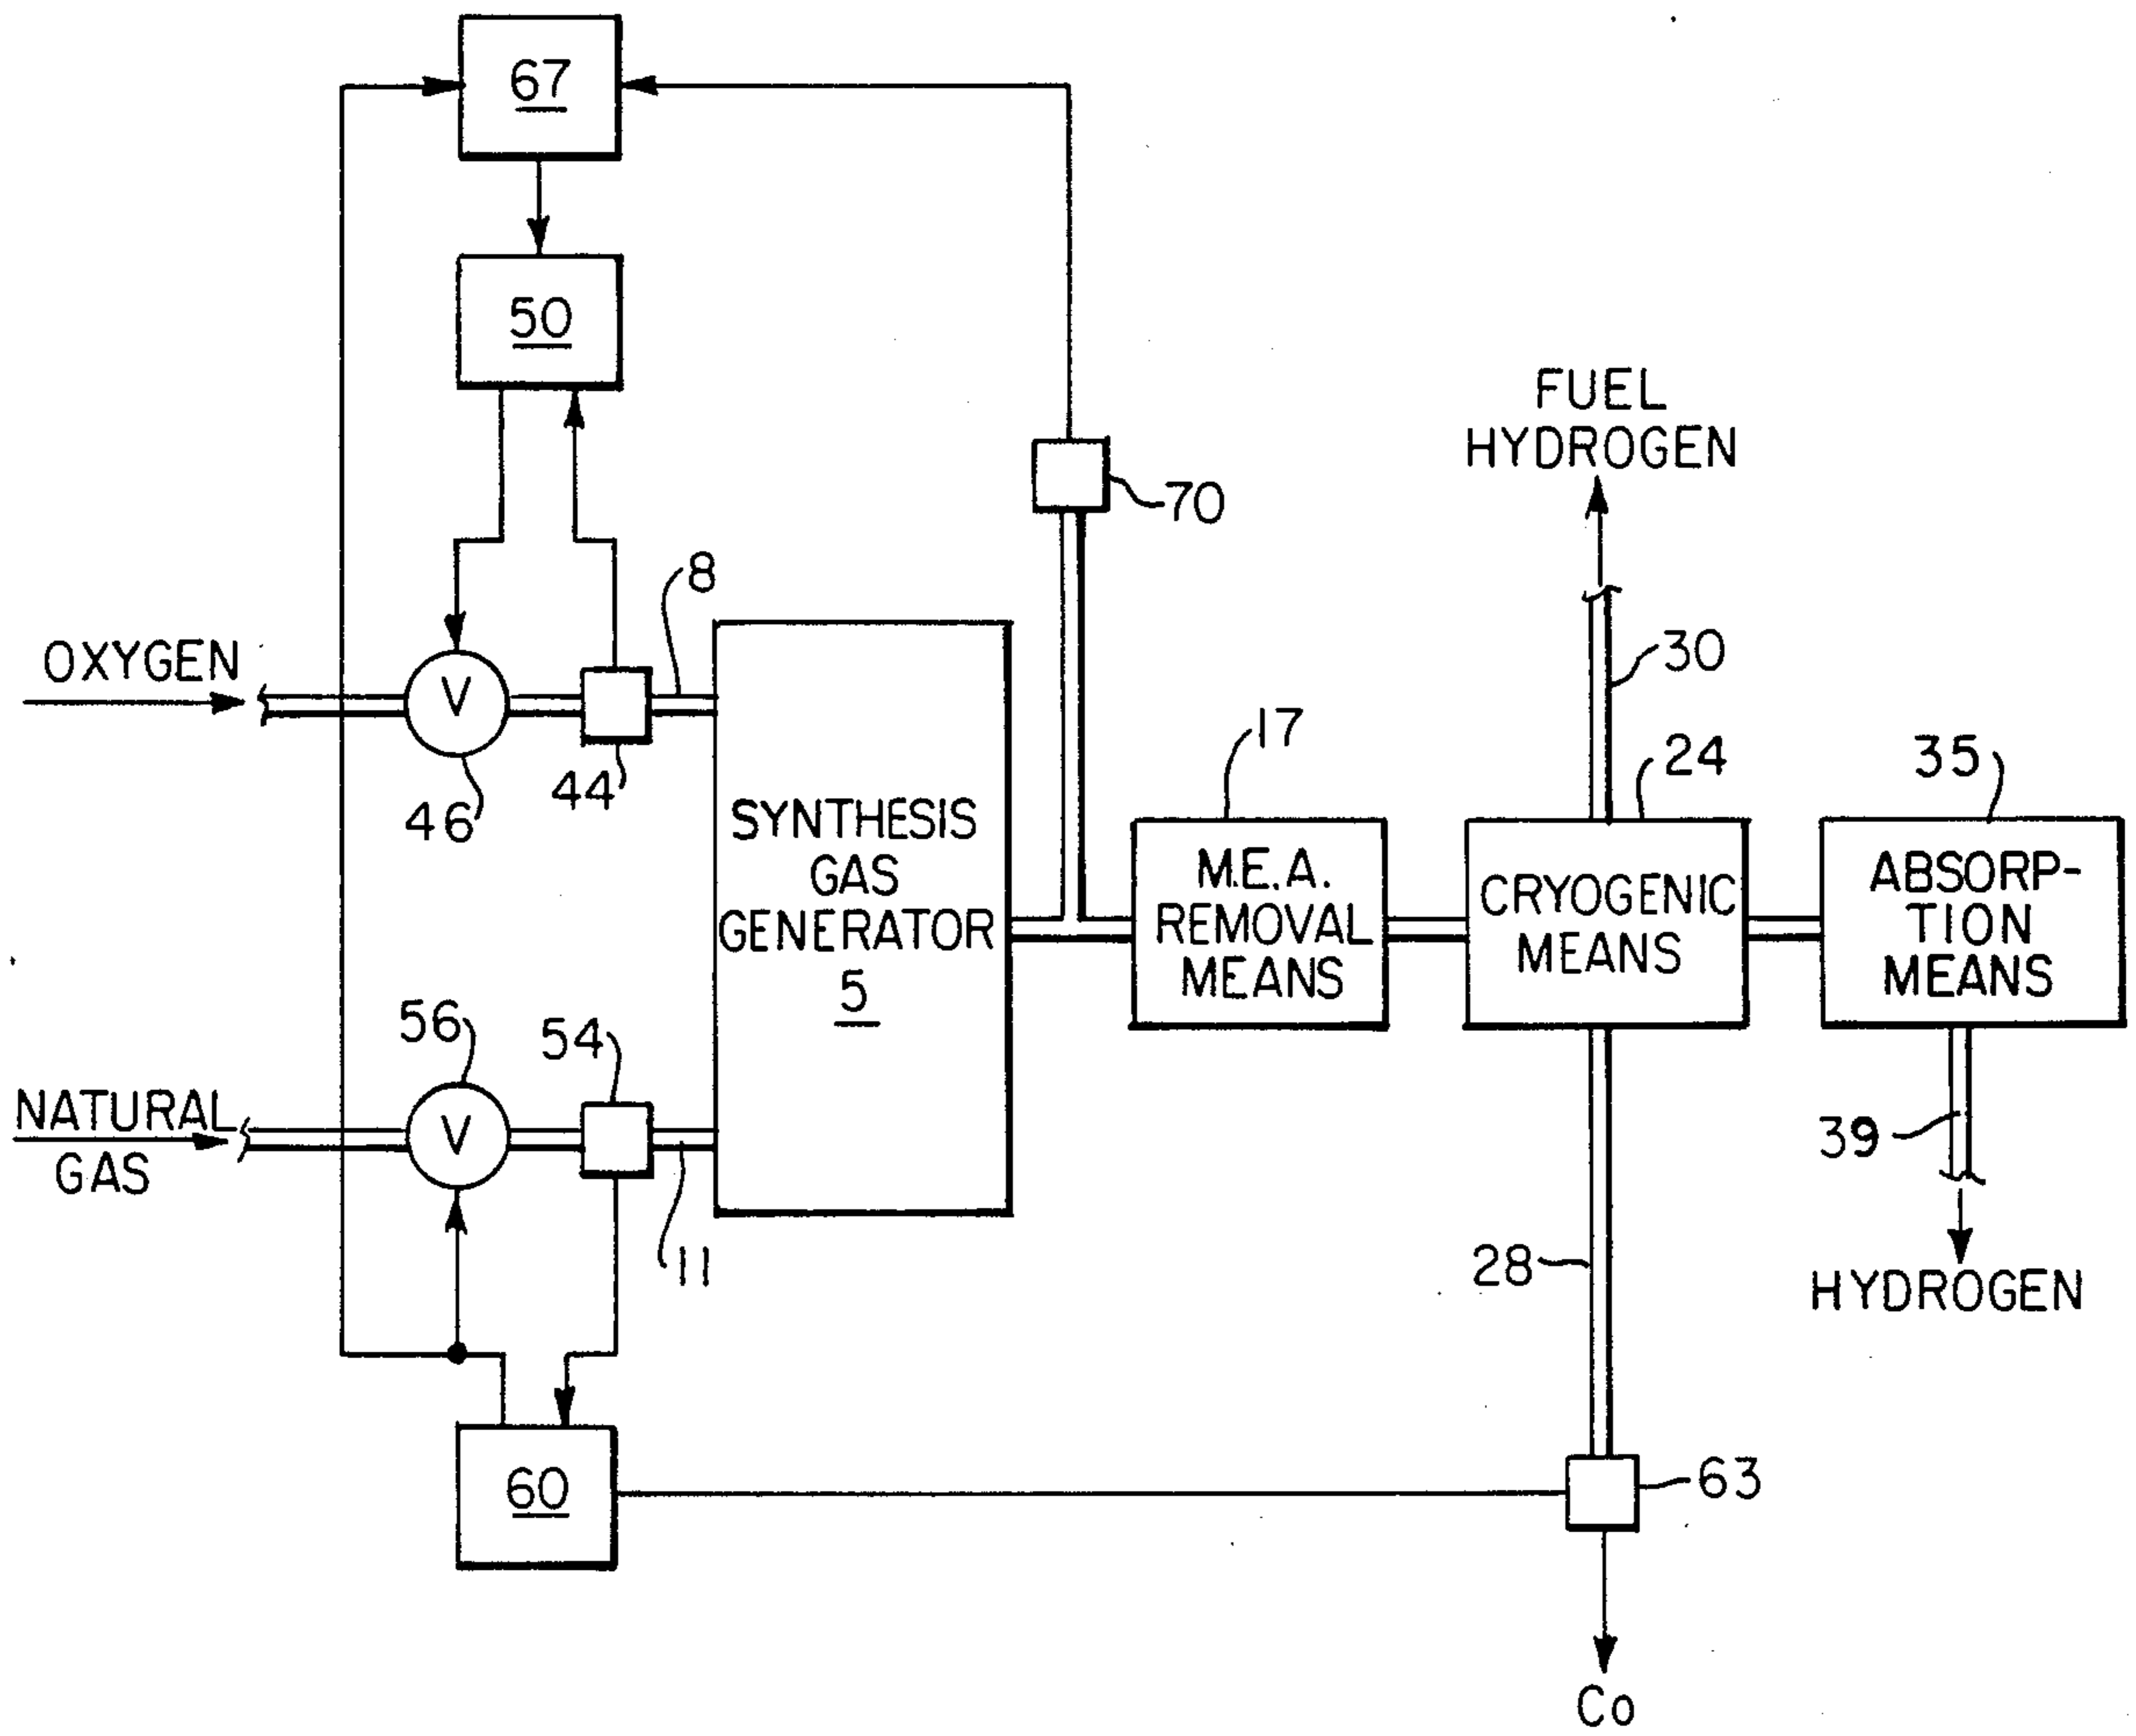 67
50
FUEL
HYDROGEN
70
8
30
OXYGEN
17
24
35
44
46
SYNTHESIS
GAS
GENERATOR
5
M.E.A.
REMOVAL
MEANS
CRYOGENIC
MEANS
ABSORP-
TION
MEANS
V
56
54
NATURAL
GAS
V
39
11
28
HYDROGEN
60
63
Co